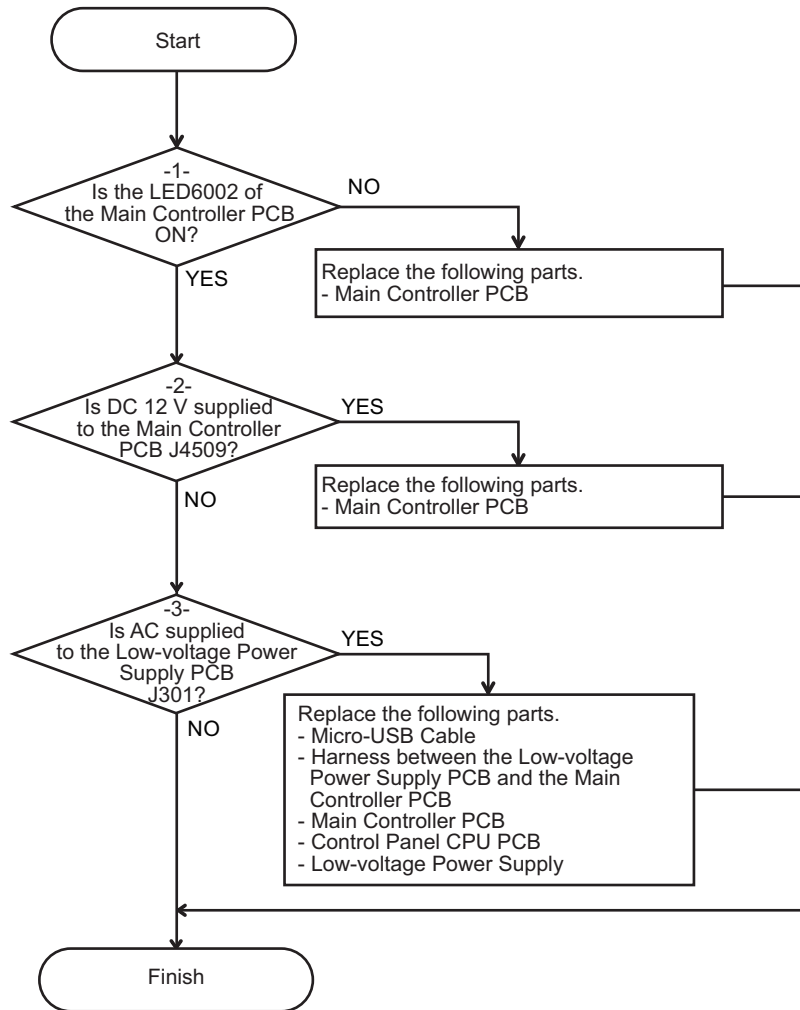 Start
-1-
Is the LED6002 of
the Main Controller PCB
ON?
NO
YES
Replace the following parts.
- Main Controller PCB
-2-
Is DC 12 V supplied
to the Main Controller
PCB J4509?
YES
NO
Replace the following parts.
- Main Controller PCB
-3-
Is AC supplied
to the Low-voltage Power
Supply PCB
J301?
YES
NO
Replace the following parts.
- Micro-USB Cable
- Harness between the Low-voltage
Power Supply PCB and the Main
Controller PCB
- Main Controller PCB
- Control Panel CPU PCB
- Low-voltage Power Supply
Finish